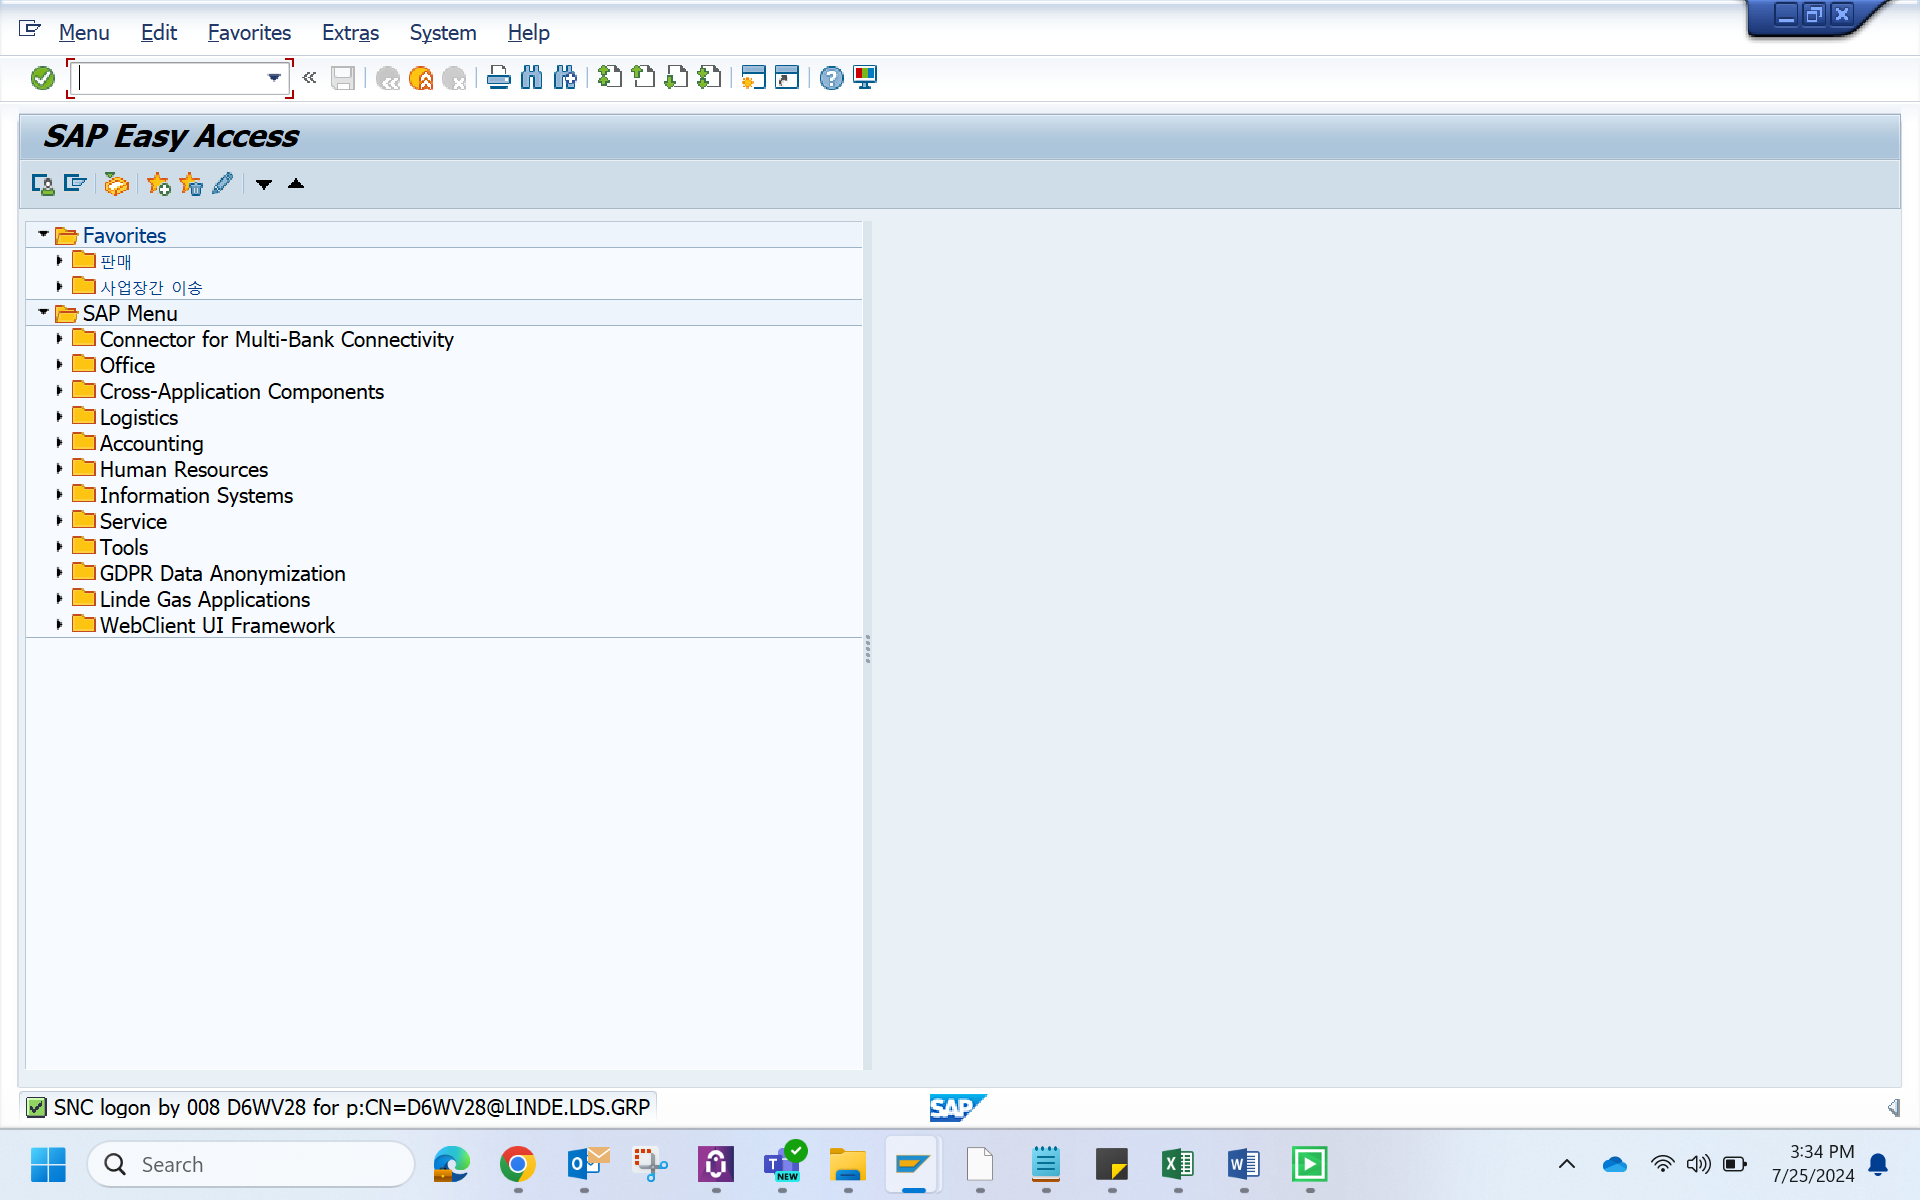 Menu Edit Favorites Extras System Help
SAP Easy Access
Favorites
판매
사업장간 이송
SAP Menu
Connector for Multi-Bank Connectivity
Office
Cross-Application Components
Logistics
Accounting
Human Resources
Information Systems
Service
Tools
GDPR Data Anonymization
Linde Gas Applications
WebClient UI Framework
SNC logon by 008 D6WV28 for p:CN=D6WV28@LINDE.LDS.GRP
SAP
Search
NEW
3:34 PM
7/25/2024